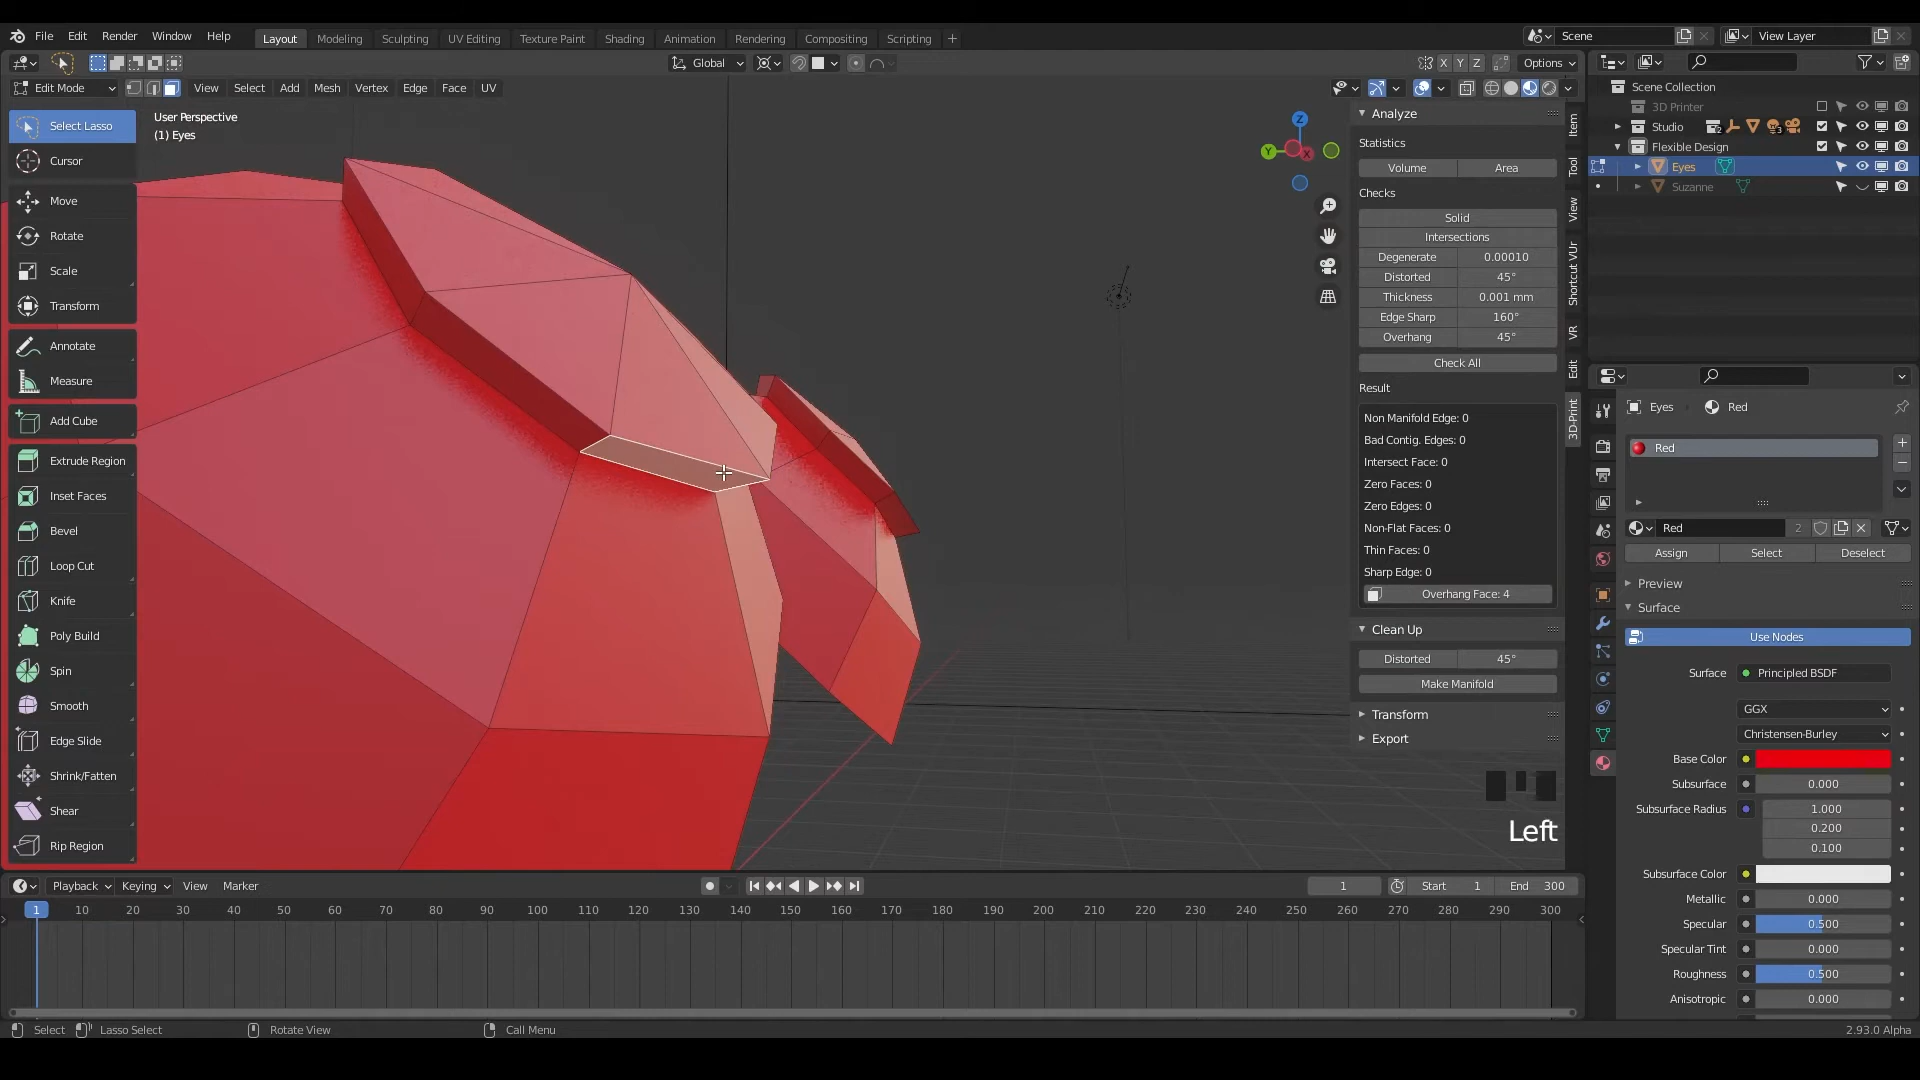 File Edit Render Window Help Layout Modeling Sculpting UV Editing Texture Paint Shading Animation Rendering Compositing Scripting + Scene View Layer
Global X Y Z Options
Edit Mode View Select Add Mesh Vertex Edge Face UV
Select Lasso
Cursor
Move
Rotate
Scale
Transform
Annotate
Measure
Add Cube
Extrude Region
Inset Faces
Bevel
Loop Cut
Knife
Poly Build
Spin
Smooth
Edge Slide
Shrink/Fatten
Shear
Rip Region
User Perspective
(1) Eyes
Z
Y
X
Analyze
Statistics
Volume Area
Checks
Solid
Intersections
Degenerate 0.00010
Distorted 45°
Thickness 0.001 mm
Edge Sharp 160°
Overhang 45°
Check All
Result
Non Manifold Edge: 0
Bad Contig. Edges: 0
Intersect Face: 0
Zero Faces: 0
Zero Edges: 0
Non-Flat Faces: 0
Thin Faces: 0
Sharp Edge: 0
Overhang Face: 4
Clean Up
Distorted 45°
Make Manifold
Transform
Export
Left
Item
Tool
View
Shortcut VUr
VR
Edit
3D-Print
Scene Collection
3D Printer
Studio 2 3
Flexible Design
Eyes
Suzanne
Eyes Red
Red
Red 2
Assign Select Deselect
Preview
Surface
Use Nodes
Surface Principled BSDF
GGX
Christensen-Burley
Base Color
Subsurface 0.000
Subsurface Radius 1.000
0.200
0.100
Subsurface Color
Metallic 0.000
Specular 0.500
Specular Tint 0.000
Roughness 0.500
Anisotropic 0.000
Playback Keying View Marker 1 Start 1 End 300
1 10 20 30 40 50 60 70 80 90 100 110 120 130 140 150 160 170 180 190 200 210 220 230 240 250 260 270 280 290 300
Select Lasso Select Rotate View Call Menu 2.93.0 Alpha